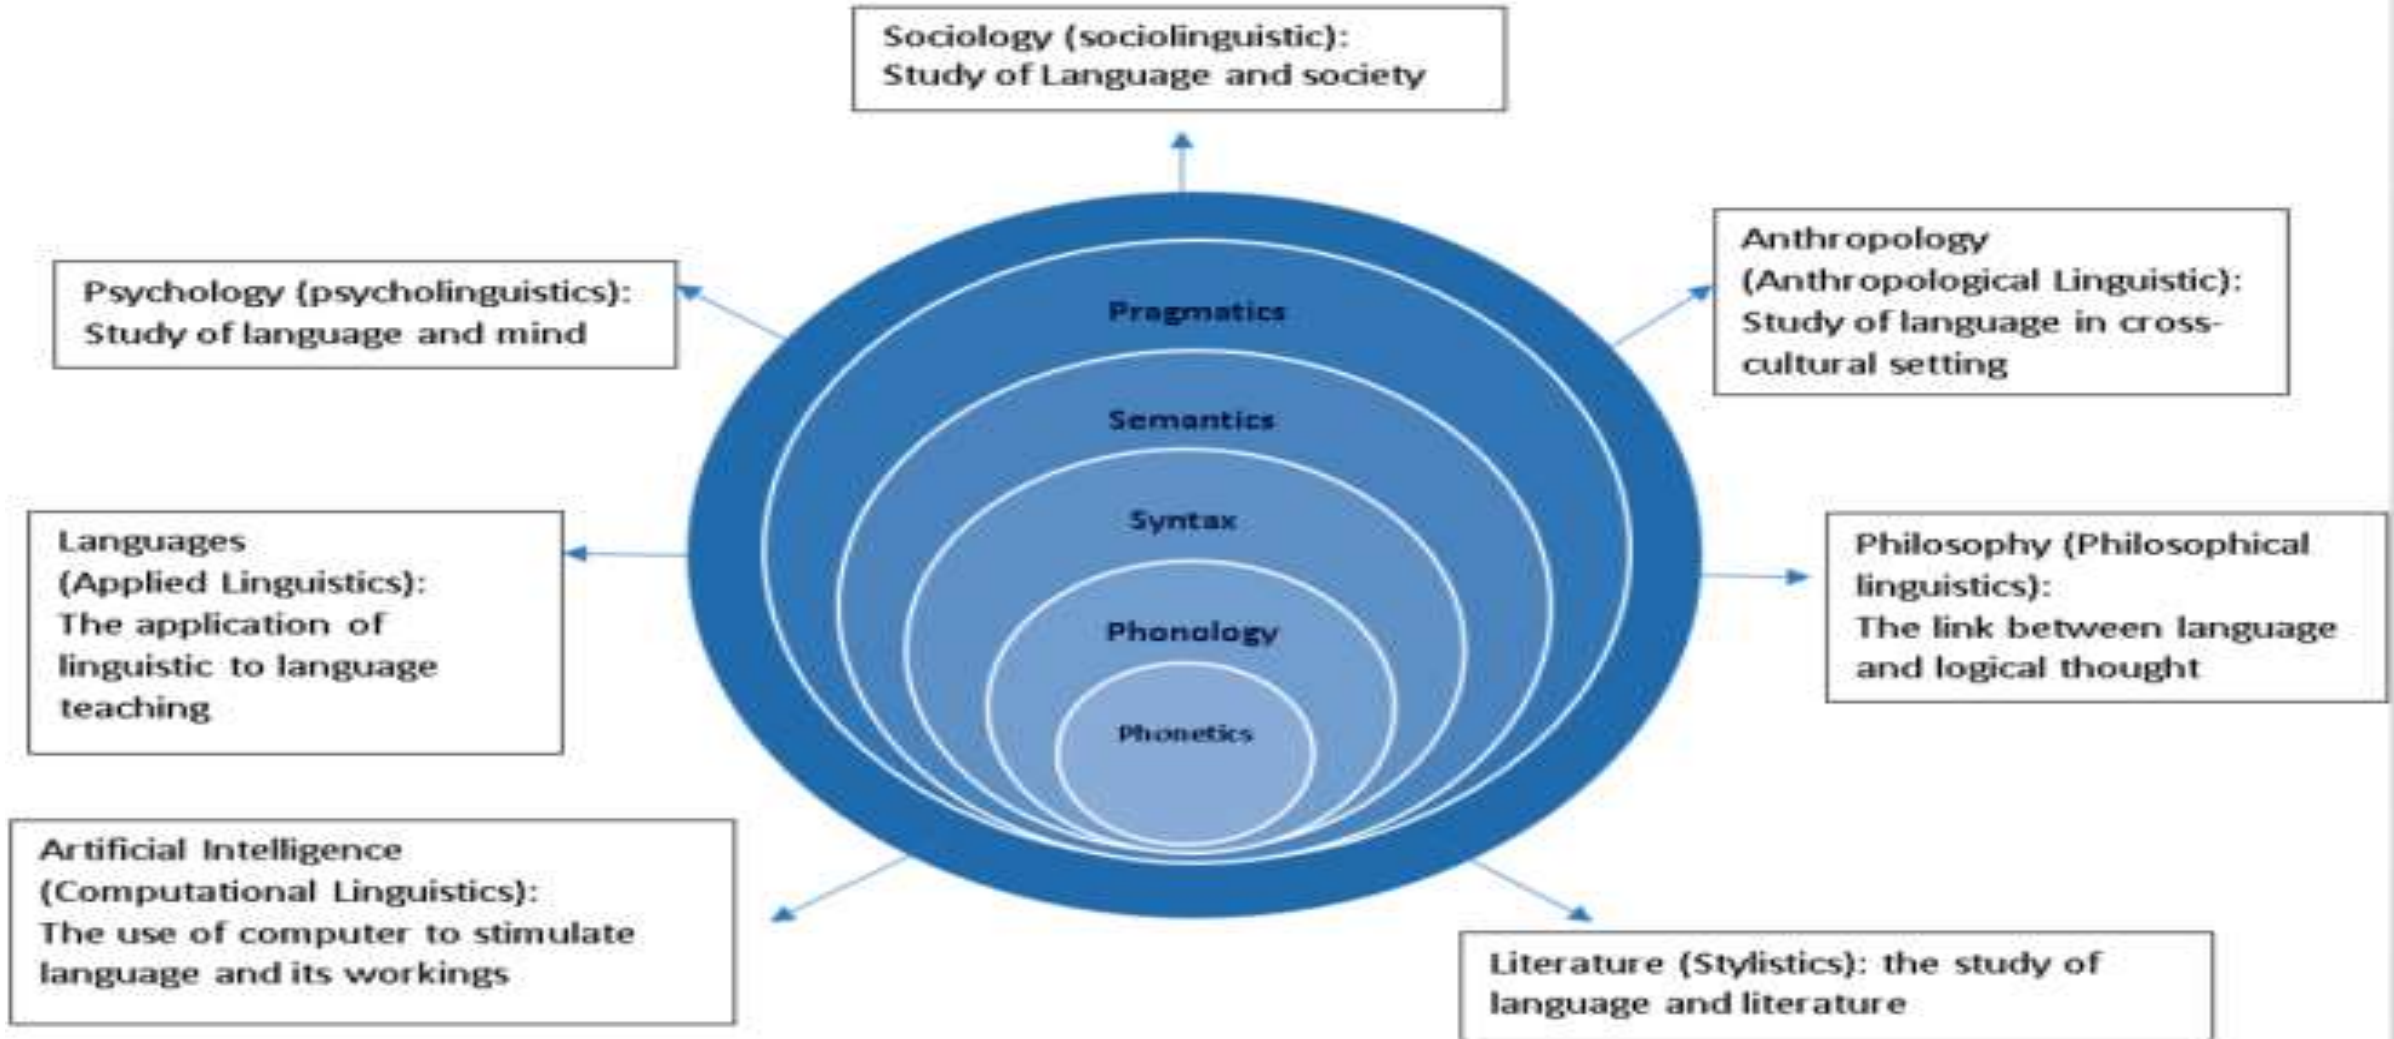 Sociology (sociolinguistic):
Study of Language and society
Psychology (psycholinguistics):
Study of language and mind
Anthropology
(Anthropological Linguistic):
Study of language in cross-
cultural setting
Pragmatics
Semantics
Syntax
Phonology
Phonetics
Languages
(Applied Linguistics):
The application of
linguistic to language
teaching
Philosophy (Philosophical
linguistics):
The link between language
and logical thought
Artificial Intelligence
(Computational Linguistics):
The use of computer to stimulate
language and its workings
Literature (Stylistics): the study of
language and literature